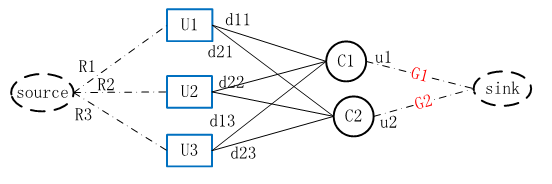 U1
d11
d21
R1
C1
u1
G1
source
R2
U2
d22
sink
R3
d13
C2
u2
G2
U3
d23